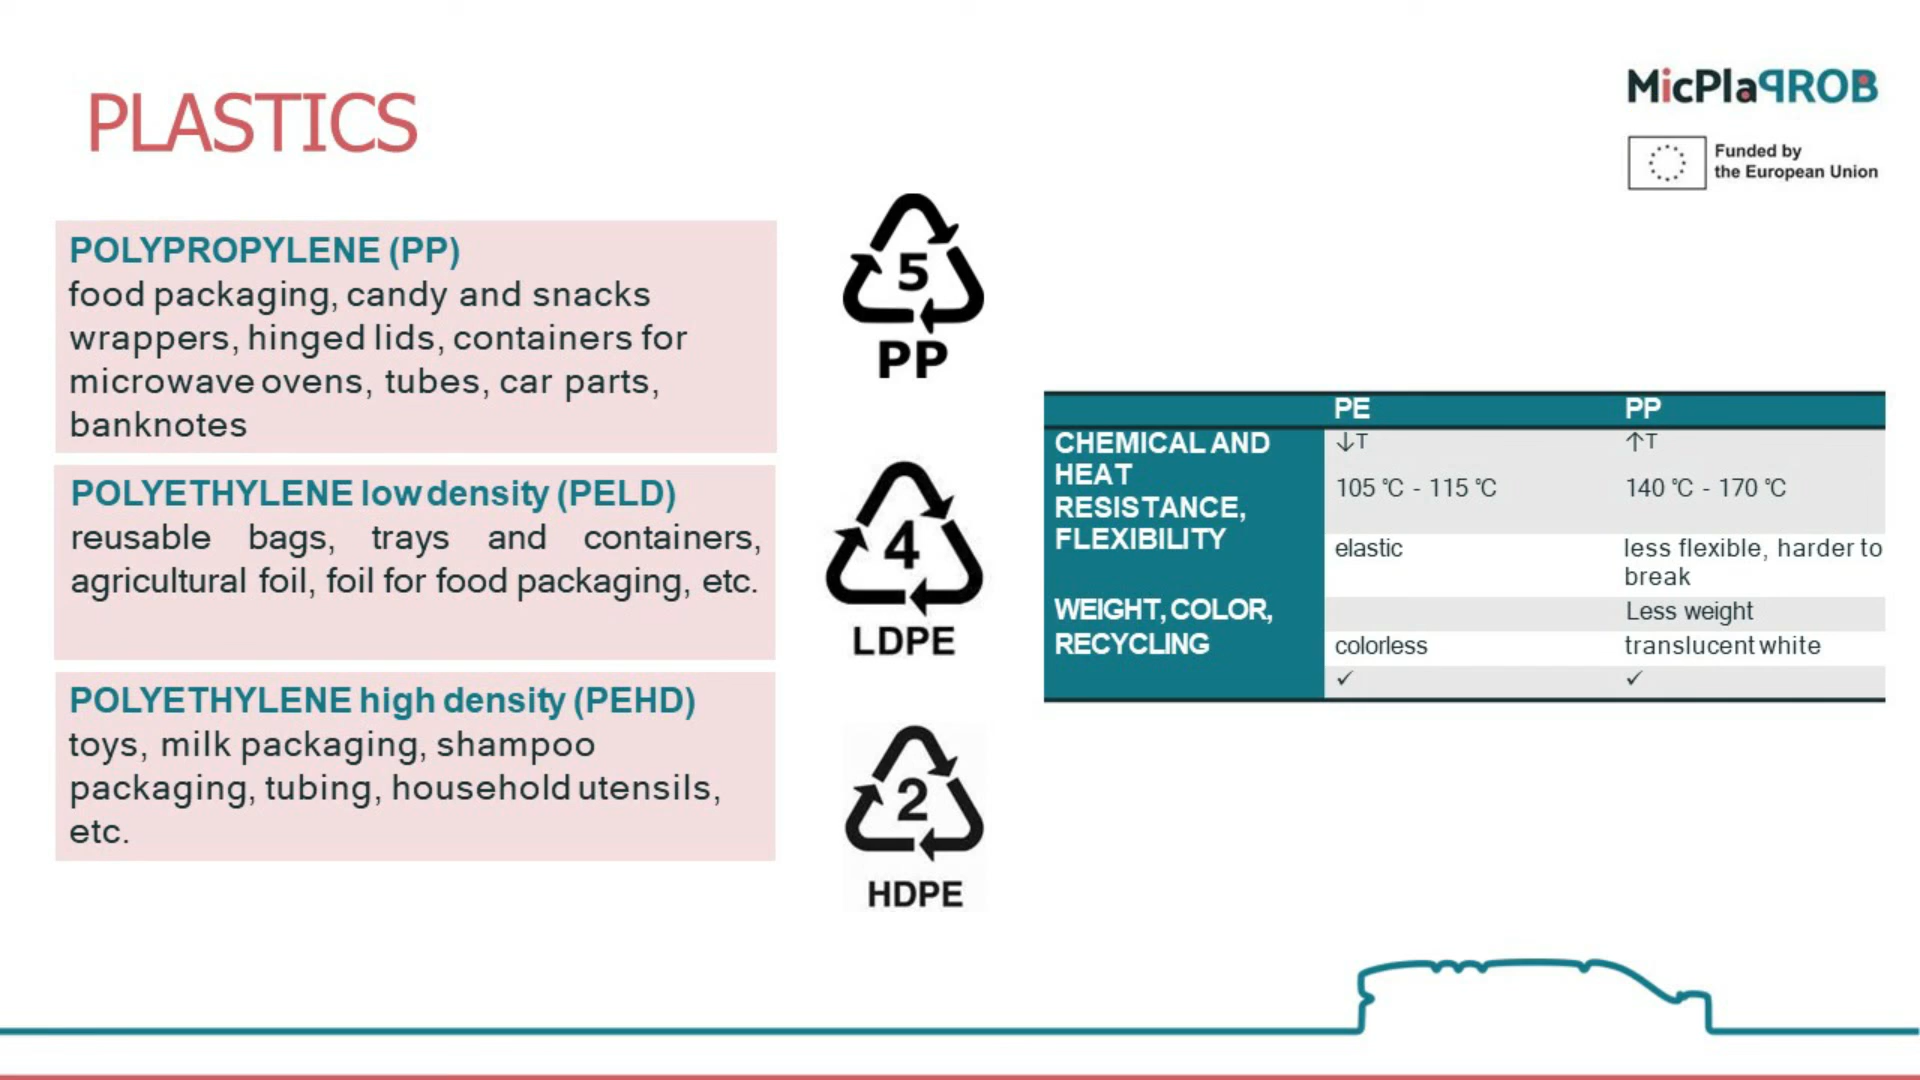 PLASTICS
MicPlaPROB
Funded by
the European Union
POLYPROPYLENE (PP)
food packaging, candy and snacks
wrappers, hinged lids, containers for
microwave ovens, tubes, car parts,
banknotes
5
PP
POLYETHYLENE low density (PELD)
reusable bags, trays and containers,
agricultural foil, foil for food packaging, etc.
4
LDPE
POLYETHYLENE high density (PEHD)
toys, milk packaging, shampoo
packaging, tubing, household utensils,
etc.
2
HDPE
PE PP
CHEMICAL AND
HEAT
RESISTANCE,
FLEXIBILITY
↓T ↑T
105 ℃ - 115 ℃ 140 ℃ - 170 ℃
elastic less flexible, harder to
break
WEIGHT, COLOR,
RECYCLING
Less weight
colorless translucent white
✓ ✓